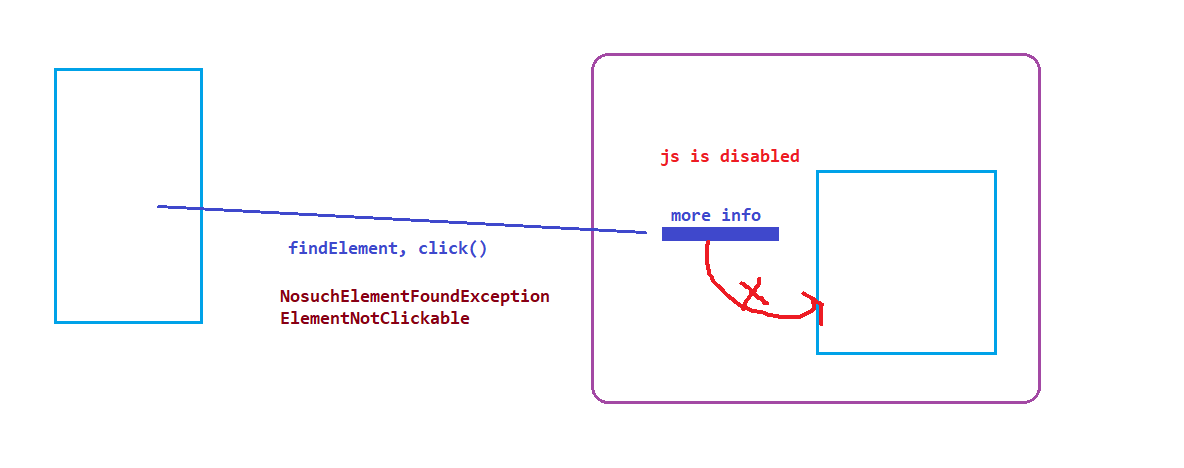 js is disabled
more info
findElement, click()
NosuchElementFoundException
ElementNotClickable